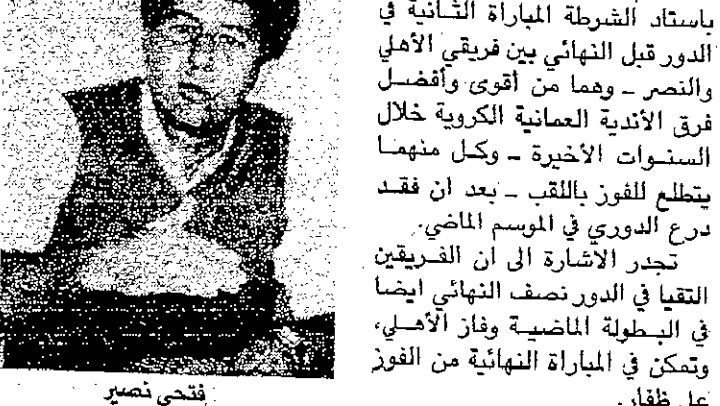 باستاد الشرطة المباراة الثانية في
الدور قبل النهائي بين فريقي الأهلي
والنصر - وهما من أقوى وأفضل
فرق الأندية العمانية الكروية خلال
السنوات الأخيرة - وكل منهما
يتطلع للفوز باللقب - بعد ان فقد
درع الدوري في الموسم الماضي.
تجدر الاشارة الى ان الفريقين
التقيا في الدور نصف النهائي ايضا
في البطولة الماضية وفاز الأهلي،
وتمكن في المباراة النهائية من الفوز
على ظفار.
فتحي نصير